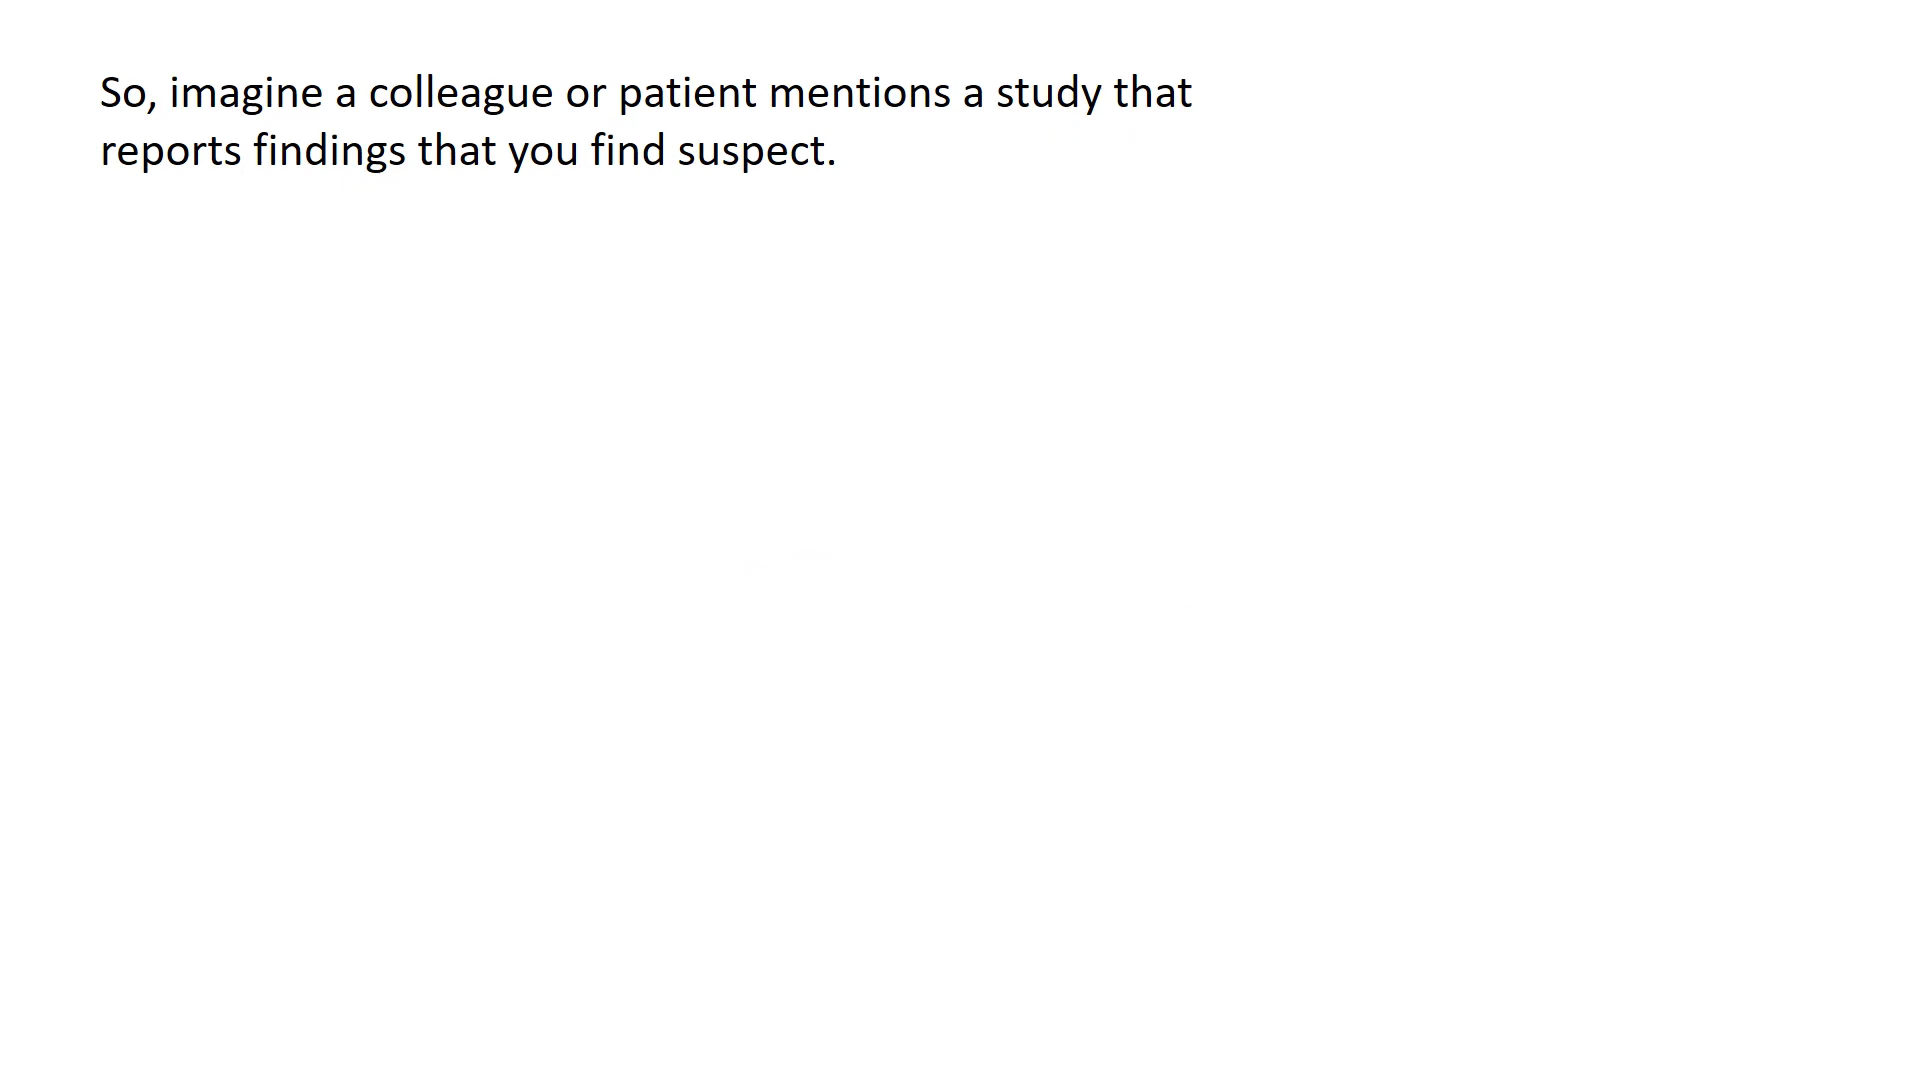 So, imagine a colleague or patient mentions a study that
reports findings that you find suspect.